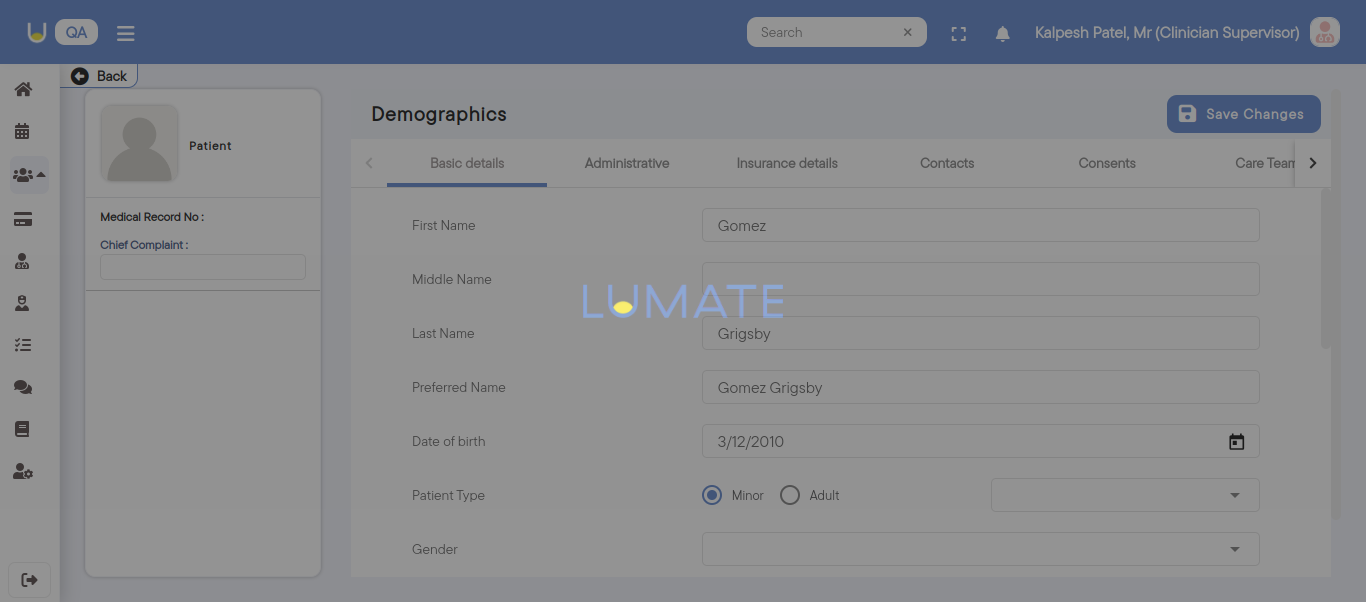 QA
Search
Kalpesh Patel, Mr (Clinician Supervisor)
Back
Patient
Medical Record No :
Chief Complaint :
Demographics
Save Changes
Basic details
Administrative
Insurance details
Contacts
Consents
Care Team
First Name
Gomez
Middle Name
LUMATE
Last Name
Grigsby
Preferred Name
Gomez Grigsby
Date of birth
3/12/2010
Patient Type
Minor
Adult
Gender